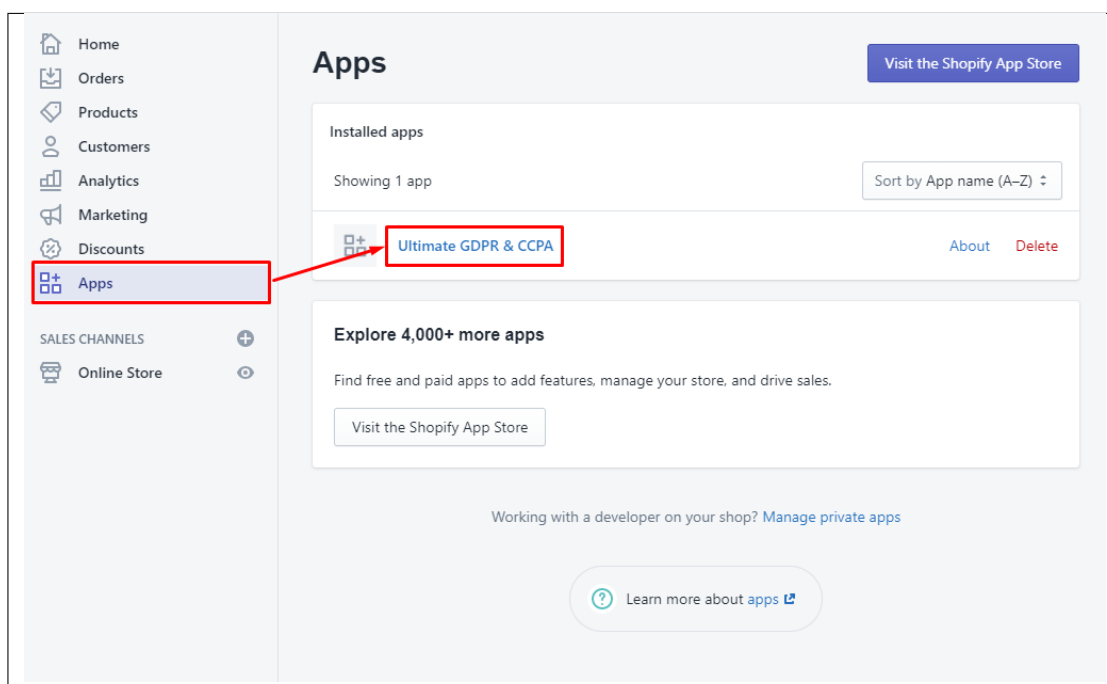 Home
Orders
Products
Customers
Analytics
Marketing
Discounts
Apps
SALES CHANNELS
Online Store
Apps
Visit the Shopify App Store
Installed apps
Showing 1 app
Sort by App name (A–Z)
Ultimate GDPR & CCPA
About
Delete
Explore 4,000+ more apps
Find free and paid apps to add features, manage your store, and drive sales.
Visit the Shopify App Store
Working with a developer on your shop? Manage private apps
Learn more about apps